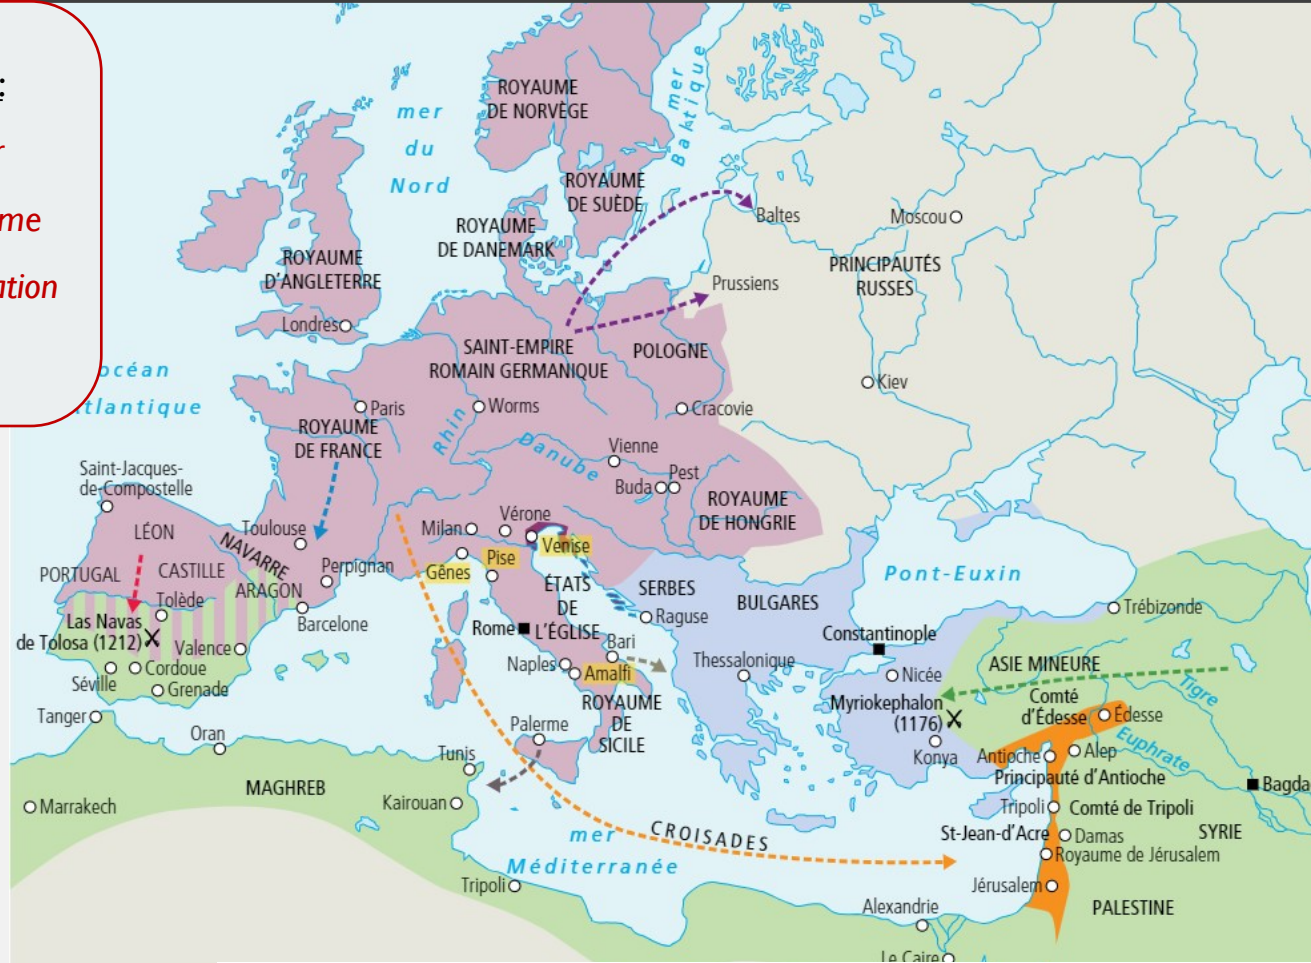 :
r
me
ation
ROYAUME
DE NORVÈGE
mer
du
Nord
mer
Baltique
ROYAUME
DE SUÈDE
ROYAUME
DE DANEMARK
Baltes
Moscou
PRINCIPAUTÉS
RUSSES
Prussiens
ROYAUME
D'ANGLETERRE
Londres
SAINT-EMPIRE
ROMAIN GERMANIQUE
POLOGNE
Kiev
océan
tlantique
Paris
Worms
Cracovie
ROYAUME
DE FRANCE
Rhin
Danube
Vienne
Pest
Buda
ROYAUME
DE HONGRIE
Saint-Jacques-
de-Compostelle
LÉON
Toulouse
NAVARRE
Milan
Vérone
Venise
Pise
Gênes
PORTUGAL
CASTILLE
ARAGON
Perpignan
Tolède
Barcelone
Las Navas
de Tolosa (1212)
Valence
Cordoue
Séville
Grenade
ÉTATS
DE
L'ÉGLISE
Rome
SERBES
Raguse
BULGARES
Pont-Euxin
Trébizonde
Constantinople
Bari
Naples
Amalfi
Thessalonique
Nicée
ASIE MINEURE
Myriokephalon
(1176)
Comté
d'Édesse
Édesse
Tigre
Euphrate
ROYAUME
DE
SICILE
Tanger
Oran
Palerme
Tunis
Konya
Antioche
Alep
Principauté d'Antioche
Bagda
MAGHREB
Marrakech
Kairouan
CROISADES
mer
Méditerranée
Tripoli
Comté de Tripoli
St-Jean-d'Acre
Damas
SYRIE
Royaume de Jérusalem
Tripoli
Jérusalem
PALESTINE
Alexandrie
Le Caire